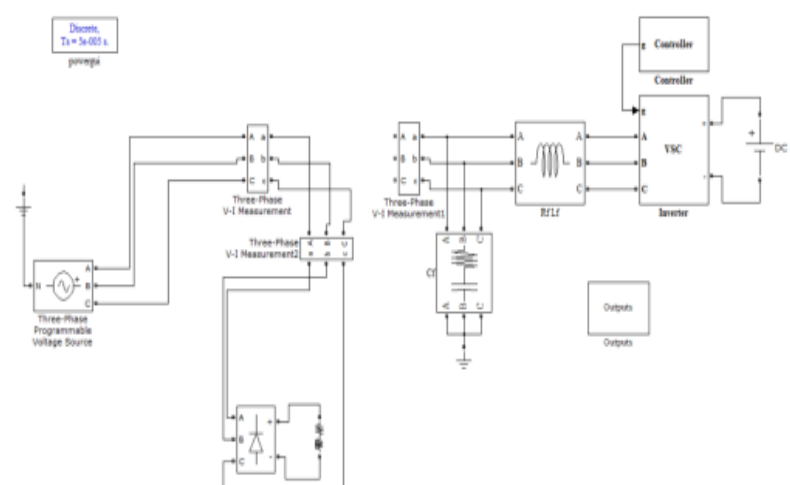 Discrete,
Ts = 5e-005 s.
powergui
Controller
g
Controller
g
A a
B b
C c
Three-Phase
V-I Measurement
A a
B b
C c
Three-Phase
V-I Measurement1
A A
B B
C C
RfLf
A
B
C
VSC
+
-
Inverter
+
DC
Three-Phase
V-I Measurement2
A B C
a b c
A B C
Cf
A B C
N
+
A
B
C
Three-Phase
Programmable
Voltage Source
Outputs
Outputs
A
B
C
+
-